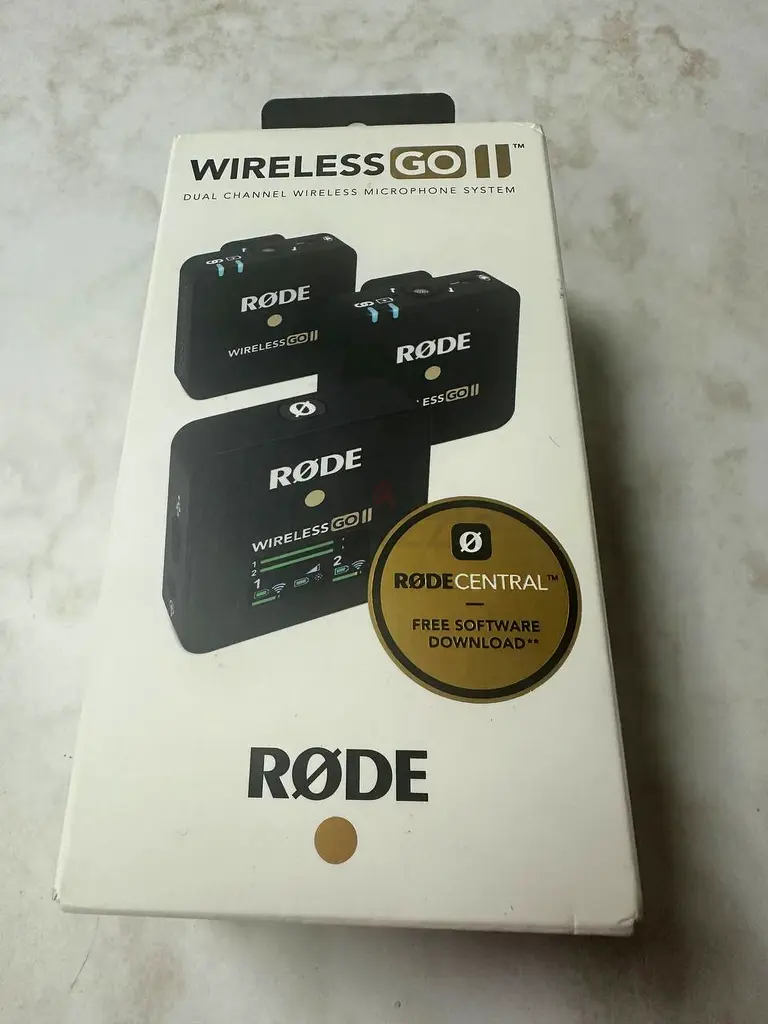 WIRELESS GO II™
DUAL CHANNEL WIRELESS MICROPHONE SYSTEM
RØDE
WIRELESS GO II
RØDE
ESS GO II
RØDE
WIRELESS GO II
1
2
1 2
RØDECENTRAL™
FREE SOFTWARE
DOWNLOAD**
RØDE